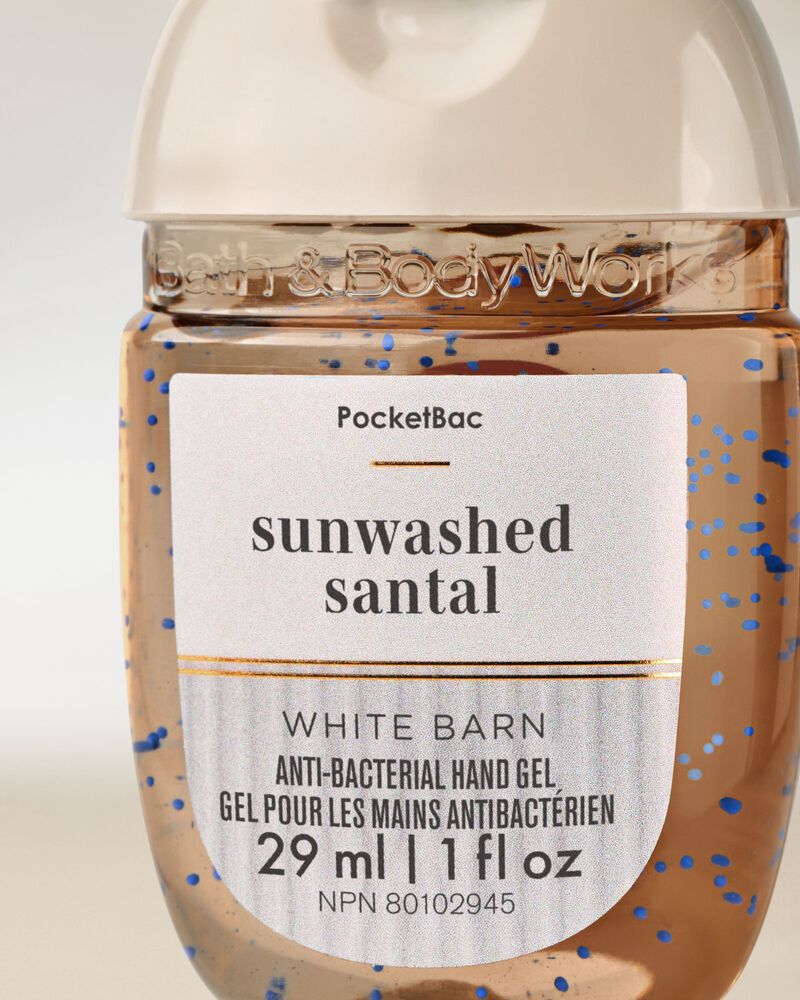 Bath & Body Works
PocketBac
sunwashed
santal
WHITE BARN
ANTI-BACTERIAL HAND GEL
GEL POUR LES MAINS ANTIBACTÉRIEN
29 ml | 1 fl oz
NPN 80102945